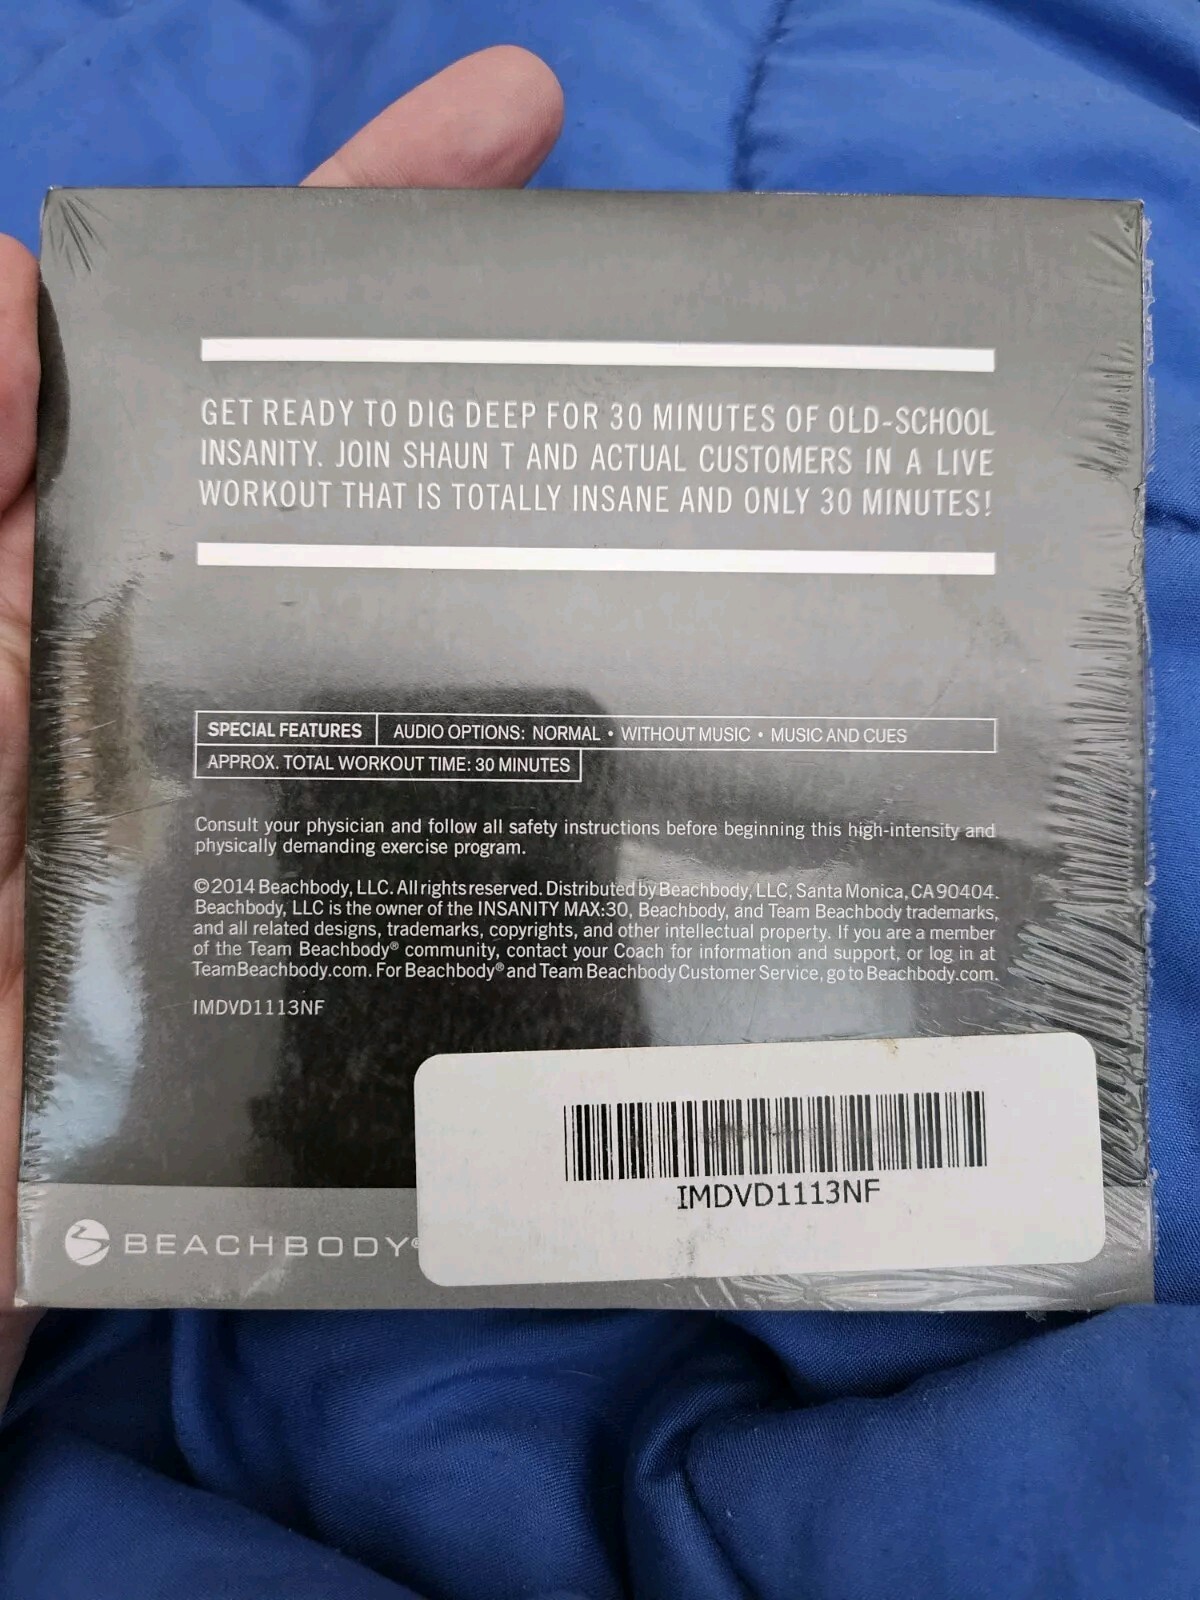 GET READY TO DIG DEEP FOR 30 MINUTES OF OLD-SCHOOL
INSANITY. JOIN SHAUN T AND ACTUAL CUSTOMERS IN A LIVE
WORKOUT THAT IS TOTALLY INSANE AND ONLY 30 MINUTES!
SPECIAL FEATURES AUDIO OPTIONS: NORMAL • WITHOUT MUSIC • MUSIC AND CUES
APPROX. TOTAL WORKOUT TIME: 30 MINUTES
Consult your physician and follow all safety instructions before beginning this high-intensity and
physically demanding exercise program.
©2014 Beachbody, LLC. All rights reserved. Distributed by Beachbody, LLC, Santa Monica, CA 90404.
Beachbody, LLC is the owner of the INSANITY MAX:30, Beachbody, and Team Beachbody trademarks,
and all related designs, trademarks, copyrights, and other intellectual property. If you are a member
of the Team Beachbody® community, contact your Coach for information and support, or log in at
TeamBeachbody.com. For Beachbody® and Team Beachbody Customer Service, go to Beachbody.com.
IMDVD1113NF
IMDVD1113NF
BEACHBODY®